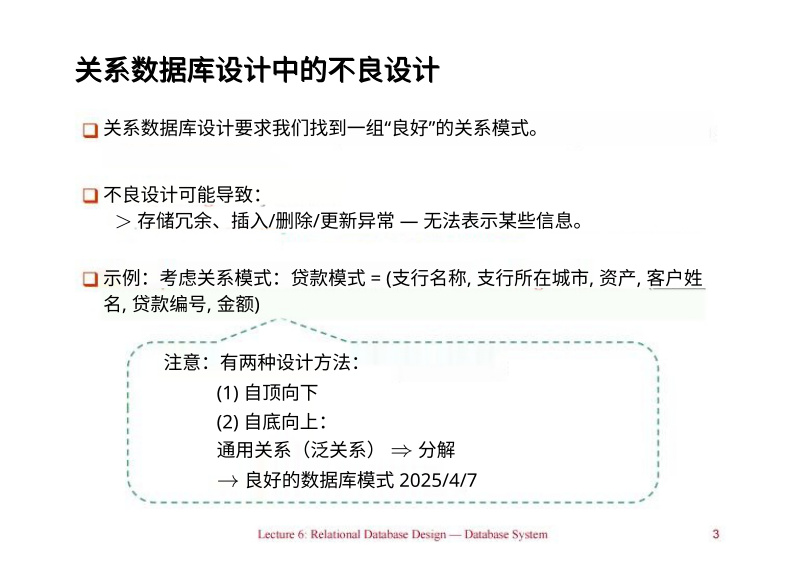 关系数据库设计中的不良设计
关系数据库设计要求我们找到一组“良好”的关系模式。
不良设计可能导致：
> 存储冗余、插入/删除/更新异常 — 无法表示某些信息。
示例：考虑关系模式：贷款模式 = (支行名称, 支行所在城市, 资产, 客户姓
名, 贷款编号, 金额)
注意：有两种设计方法：
(1) 自顶向下
(2) 自底向上：
通用关系（泛关系） ⇒ 分解
→ 良好的数据库模式 2025/4/7
Lecture 6: Relational Database Design — Database System
3